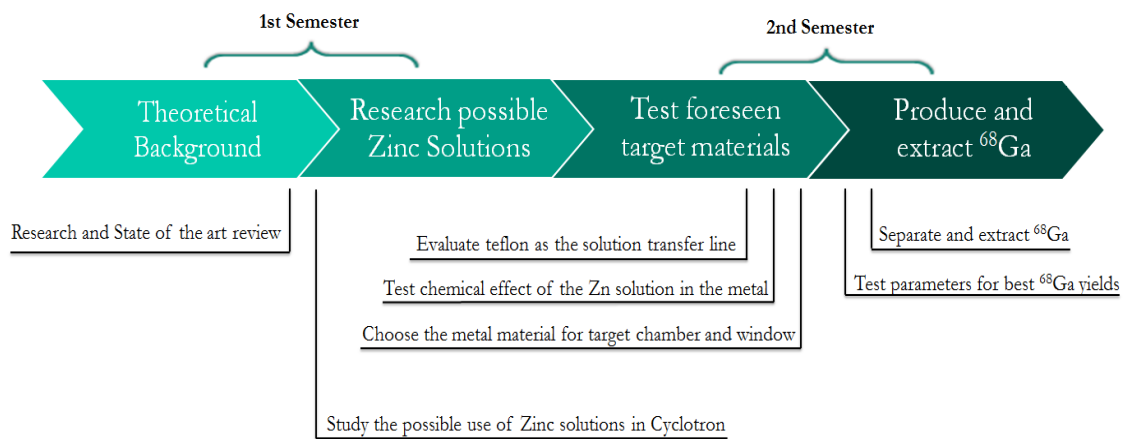 1st Semester
2nd Semester
Theoretical
Background
Research possible
Zinc Solutions
Test foreseen
target materials
Produce and
extract ⁶⁸Ga
Research and State of the art review
Evaluate teflon as the solution transfer line
Test chemical effect of the Zn solution in the metal
Choose the metal material for target chamber and window
Separate and extract ⁶⁸Ga
Test parameters for best ⁶⁸Ga yields
Study the possible use of Zinc solutions in Cyclotron